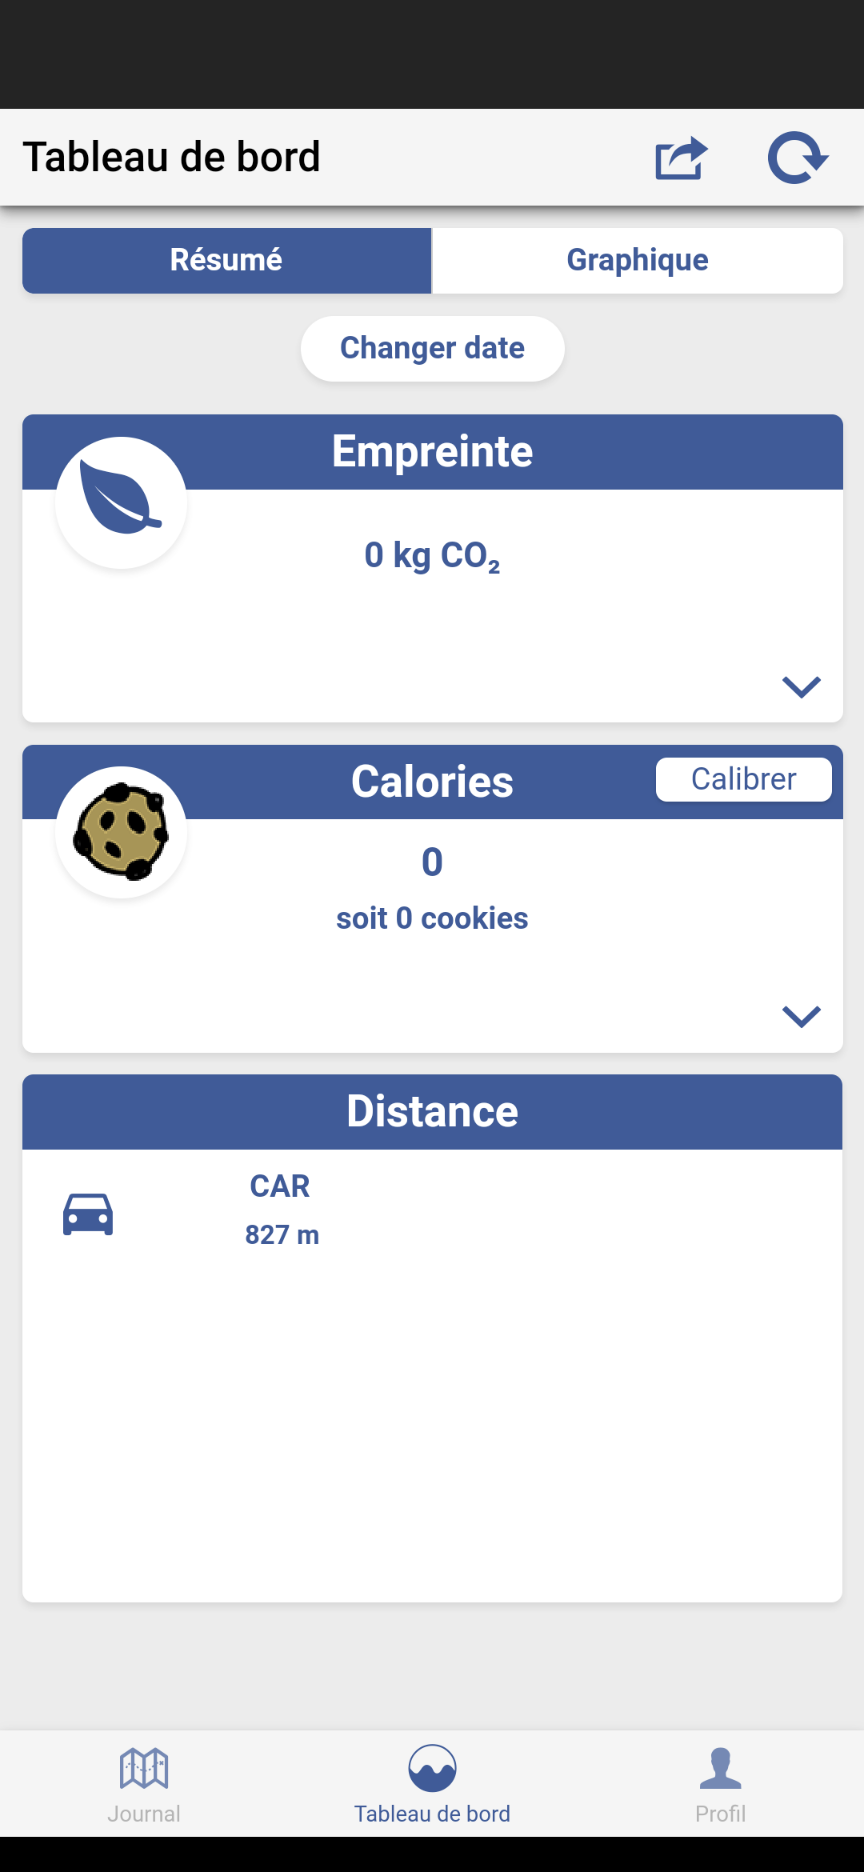 Tableau de bord
Résumé
Graphique
Changer date
Empreinte
0 kg CO₂
Calories
Calibrer
0
soit 0 cookies
Distance
CAR
827 m
Journal
Tableau de bord
Profil